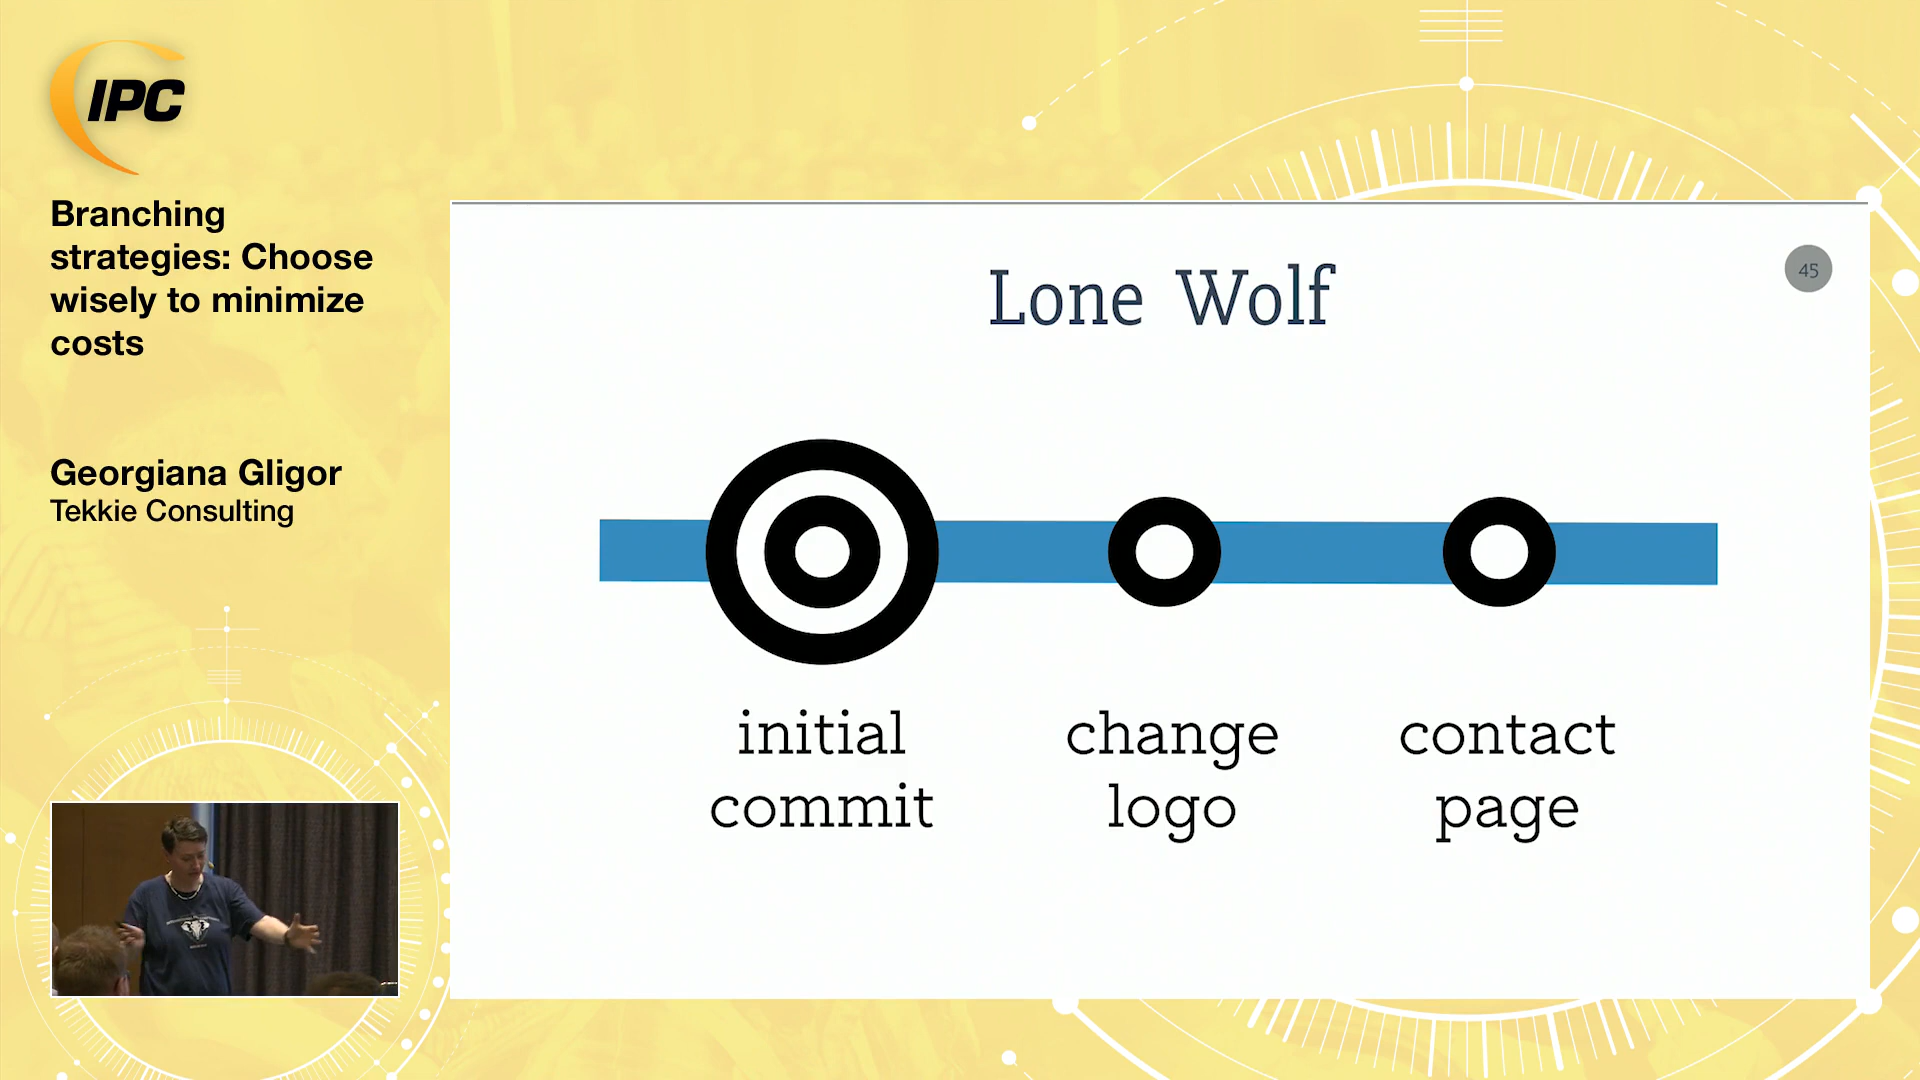 IPC
Branching
strategies: Choose
wisely to minimize
costs
Georgiana Gligor
Tekkie Consulting
Lone Wolf
45
initial
commit
change
logo
contact
page